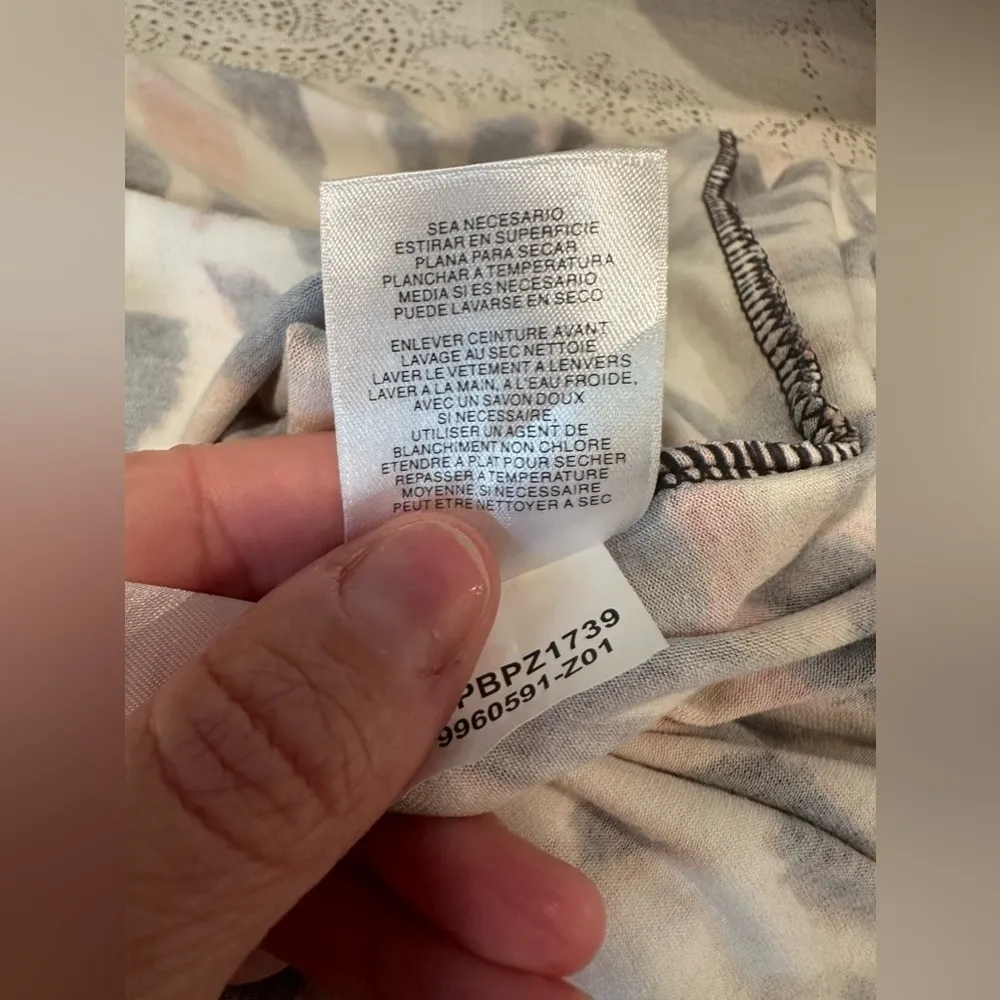 SEA NECESARIO
ESTIRAR EN SUPERFICIE
PLANA PARA SECAR
PLANCHAR A TEMPERATURA
MEDIA SI ES NECESARIO
PUEDE LAVARSE EN SECO
ENLEVER CEINTURE AVANT
LAVAGE AU SEC NETTOIE
LAVER LE VETEMENT A LENVERS
LAVER A LA MAIN, A L'EAU FROIDE,
AVEC UN SAVON DOUX
SI NECESSAIRE,
UTILISER UN AGENT DE
BLANCHIMENT NON CHLORE
ETENDRE A PLAT POUR SECHER
REPASSER A TEMPERATURE
MOYENNE SI NECESSAIRE
PEUT ETRE NETTOYER A SEC
PBPZ1739
9960591-Z01